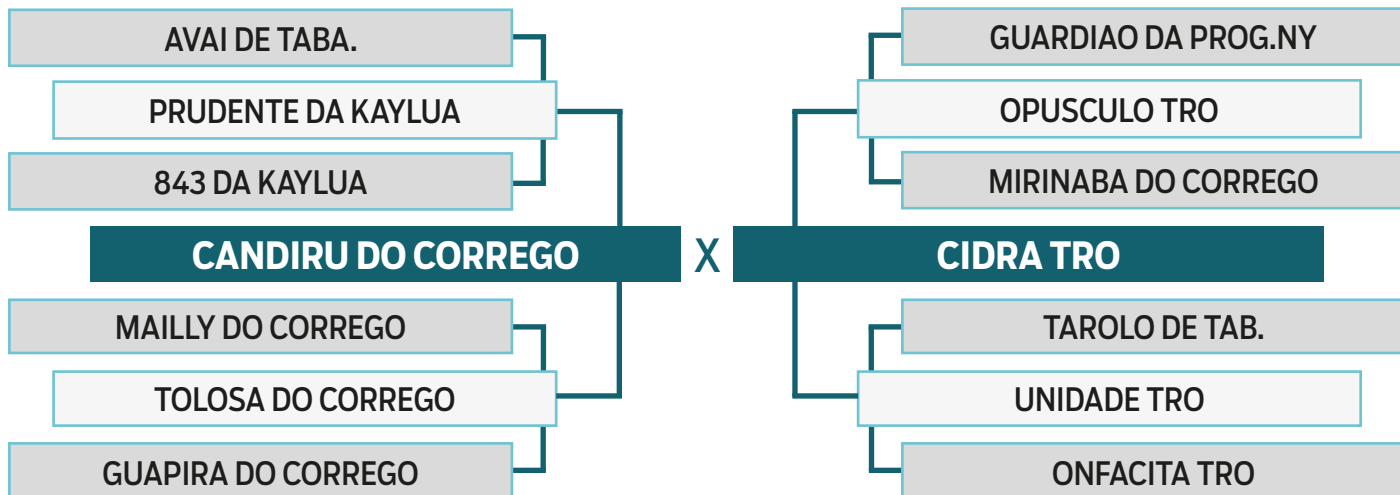 AVAI DE TABA.
GUARDIAO DA PROG.NY
PRUDENTE DA KAYLUA
OPUSCULO TRO
843 DA KAYLUA
MIRINABA DO CORREGO
CANDIRU DO CORREGO X CIDRA TRO
MAILLY DO CORREGO
TAROLO DE TAB.
TOLOSA DO CORREGO
UNIDADE TRO
GUAPIRA DO CORREGO
ONFACITA TRO